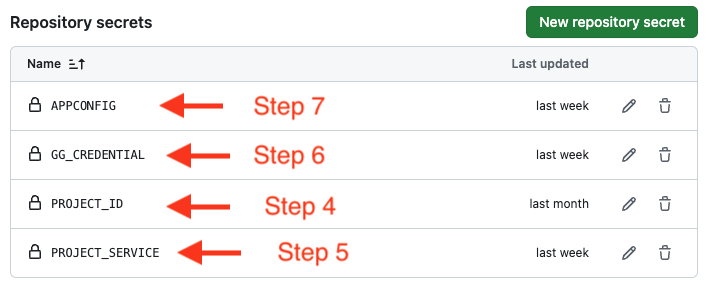 Repository secrets New repository secret
Name Last updated
APPCONFIG Step 7 last week
GG_CREDENTIAL Step 6 last week
PROJECT_ID Step 4 last month
PROJECT_SERVICE Step 5 last week